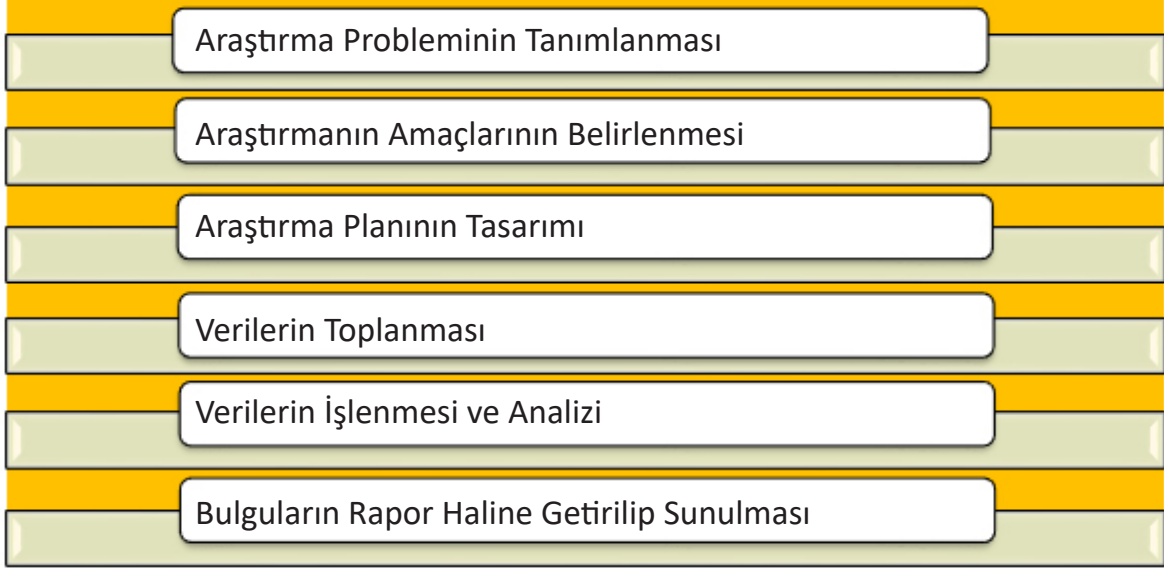 Araştırma Probleminin Tanımlanması
Araştırmanın Amaçlarının Belirlenmesi
Araştırma Planının Tasarımı
Verilerin Toplanması
Verilerin İşlenmesi ve Analizi
Bulguların Rapor Haline Getirilip Sunulması